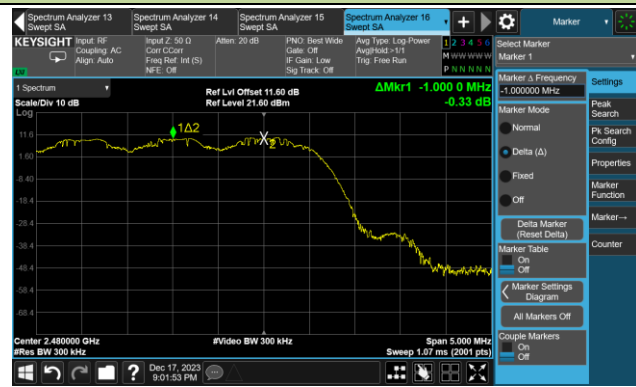 Spectrum Analyzer 13
Swept SA
Spectrum Analyzer 14
Swept SA
Spectrum Analyzer 15
Swept SA
Spectrum Analyzer 16
Swept SA
Marker
KEYSIGHT
Input: RF
Coupling: AC
Align: Auto
Input Z: 50 Ω
Corr CCorr
Freq Ref: Int (S)
NFE: Off
Atten: 20 dB
PNO: Best Wide
Gate: Off
IF Gain: Low
Sig Track: Off
Avg Type: Log-Power
Avg|Hold:>1/1
Trig: Free Run
1 2 3 4 5 6
M W W W W W
P N N N N N
LXI
Select Marker
Marker 1
1 Spectrum
Scale/Div 10 dB
Log
Ref Lvl Offset 11.60 dB
Ref Level 21.60 dBm
ΔMkr1 -1.000 0 MHz
-0.33 dB
11.6
1.60
-8.40
-18.4
-28.4
-38.4
-48.4
-58.4
-68.4
1Δ2
2
Center 2.480000 GHz
#Res BW 300 kHz
#Video BW 300 kHz
Span 5.000 MHz
Sweep 1.07 ms (2001 pts)
Marker Δ Frequency
-1.000000 MHz
Marker Mode
Normal
Delta (Δ)
Fixed
Off
Delta Marker
(Reset Delta)
Marker Table
On
Off
Marker Settings
Diagram
All Markers Off
Couple Markers
On
Off
Settings
Peak
Search
Pk Search
Config
Properties
Marker
Function
Marker→
Counter
Dec 17, 2023
9:01:53 PM